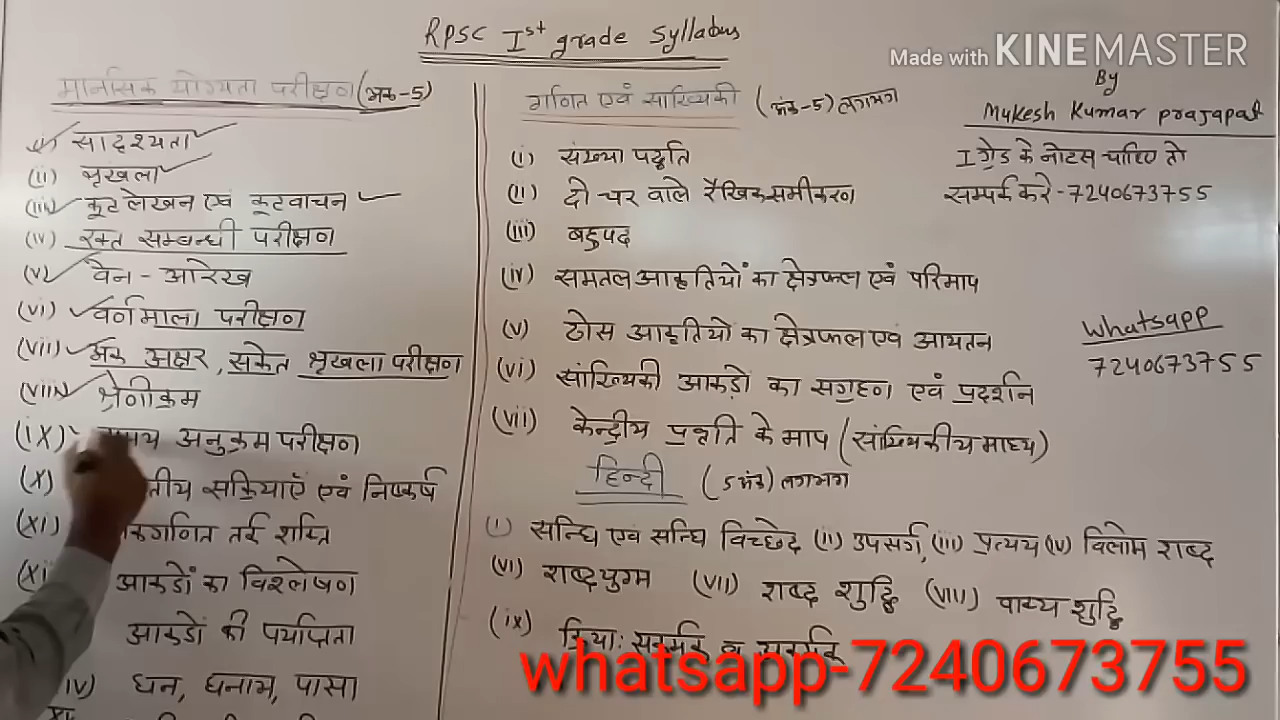 RPSC Ist grade Syllabus
Made with KINEMASTER
By
Mukesh Kumar prajapat
I ग्रेड के नोटस चाहिए तो
सम्पर्क करे - 7240673755
whatsapp
7240673755
मानसिक योग्यता परीक्षण (अंक-5)
(i) सादृश्यता
(ii) श्रृंखला
(iii) कूटलेखन एवं कूटवाचन
(iv) रक्त सम्बन्धी परीक्षण
(v) वेन - आरेख
(vi) वर्णमाला परीक्षण
(vii) अंक अक्षर, संकेत श्रृखला परीक्षण
(viii) श्रेणीक्रम
(ix) समय अनुक्रम परीक्षण
(x) सक्रियाएँ एवं निष्कर्ष
(xi) तर्क शक्ति
आकडों का विश्लेषण
आकडों की पर्याप्तता
घन, घनाभ, पासा
गणित एवं सांख्यिकी (अंक-5) लगभग
(i) संख्या पद्धति
(ii) दो-चर वाले रैखिक समीकरण
(iii) बहुपद
(iv) समतल आकृतियों का क्षेत्रफल एवं परिमाप
(v) ठोस आकृतियो का क्षेत्रफल एवं आयतन
(vi) सांख्यिकी आकड़ो का सग्रहण एवं प्रदर्शन
(vii) केन्द्रीय प्रवृति के माप (सांख्यिकीय माध्य)
हिन्दी (5 अंक) लगभग
(i) सन्धि एवं सन्धि विच्छेद (ii) उपसर्ग, (iii) प्रत्यय (v) विलोम शब्द
(vi) शब्दयुग्म (vii) शब्द शुद्धि (viii) वाक्य शुद्धि
(ix) क्रिया:
whatsapp-7240673755